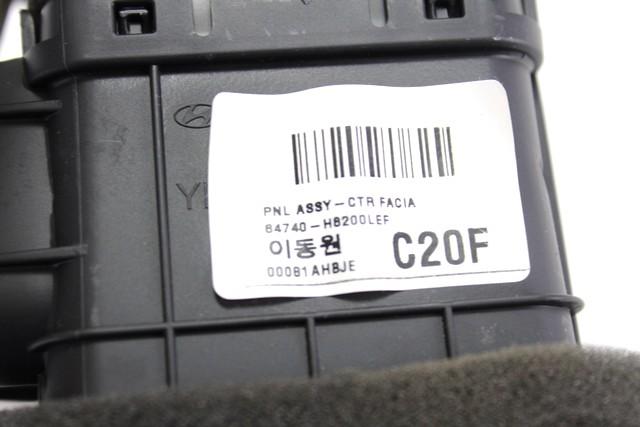 PNL ASSY-CTR FACIA
84740-H8200LEF
이동원
C20F
00081AHBJE